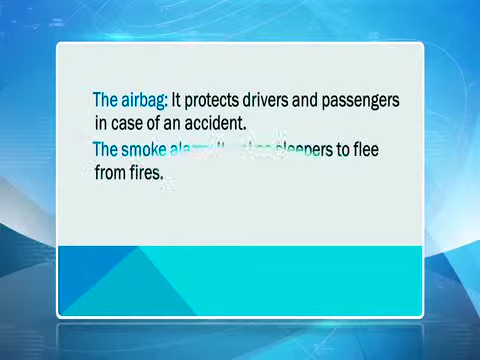 The airbag: It protects drivers and passengers
in case of an accident.
The smoke sleepers to flee
from fires.